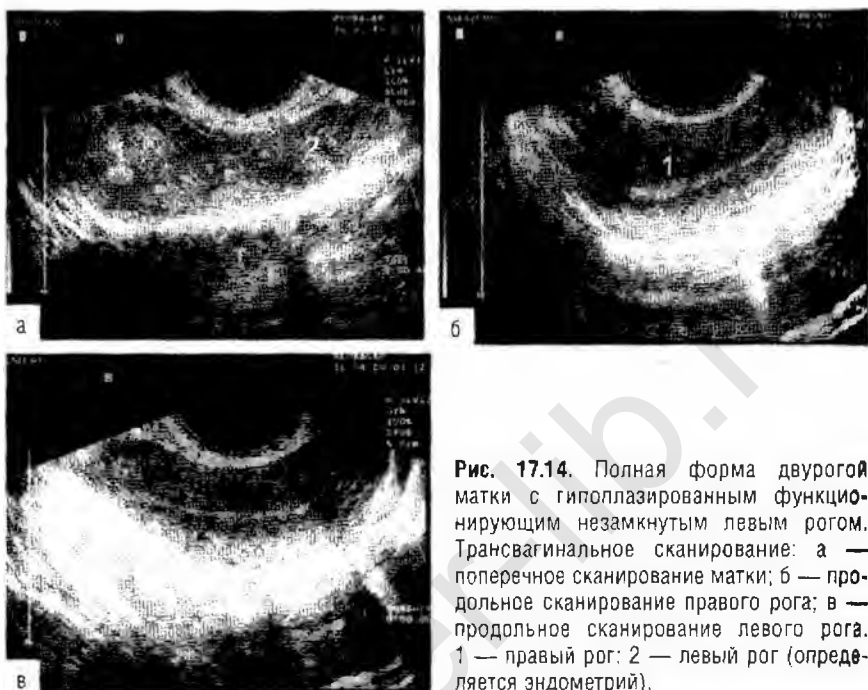 1
2
а
1
б
в
Рис. 17.14. Полная форма двурогой
матки с гипоплазированным функцио-
нирующим незамкнутым левым рогом.
Трансвагинальное сканирование: а —
поперечное сканирование матки; б — про-
дольное сканирование правого рога; в —
продольное сканирование левого рога.
1 — правый рог; 2 — левый рог (опреде-
ляется эндометрий).